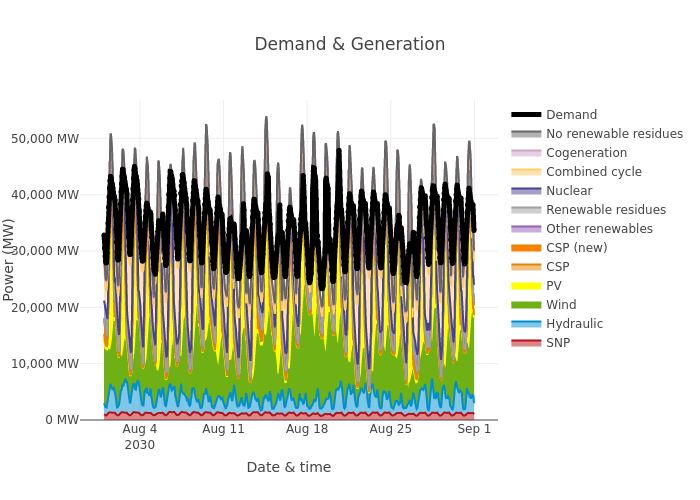 Demand & Generation
Power (MW)
50,000 MW
40,000 MW
30,000 MW
20,000 MW
10,000 MW
0 MW
Aug 4
2030
Aug 11
Aug 18
Aug 25
Sep 1
Date & time
Demand
No renewable residues
Cogeneration
Combined cycle
Nuclear
Renewable residues
Other renewables
CSP (new)
CSP
PV
Wind
Hydraulic
SNP